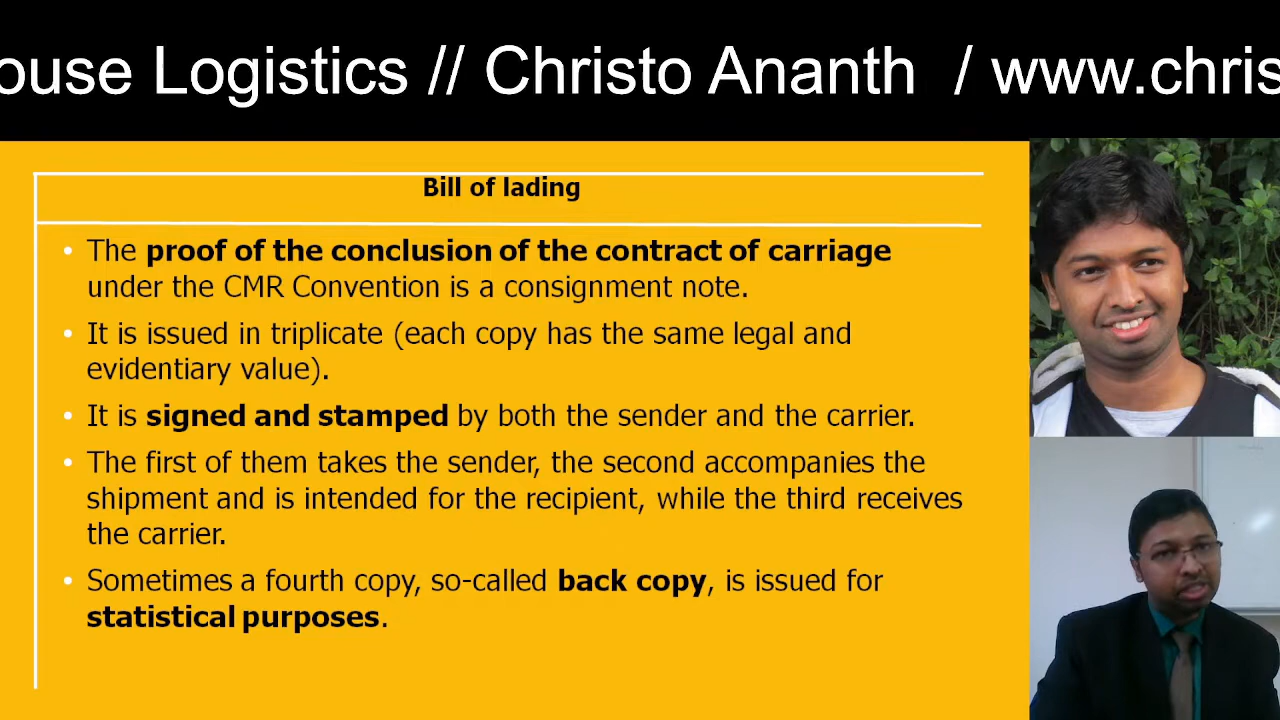 ouse Logistics // Christo Ananth / www.chris
Bill of lading
• The proof of the conclusion of the contract of carriage
under the CMR Convention is a consignment note.
• It is issued in triplicate (each copy has the same legal and
evidentiary value).
• It is signed and stamped by both the sender and the carrier.
• The first of them takes the sender, the second accompanies the
shipment and is intended for the recipient, while the third receives
the carrier.
• Sometimes a fourth copy, so-called back copy, is issued for
statistical purposes.